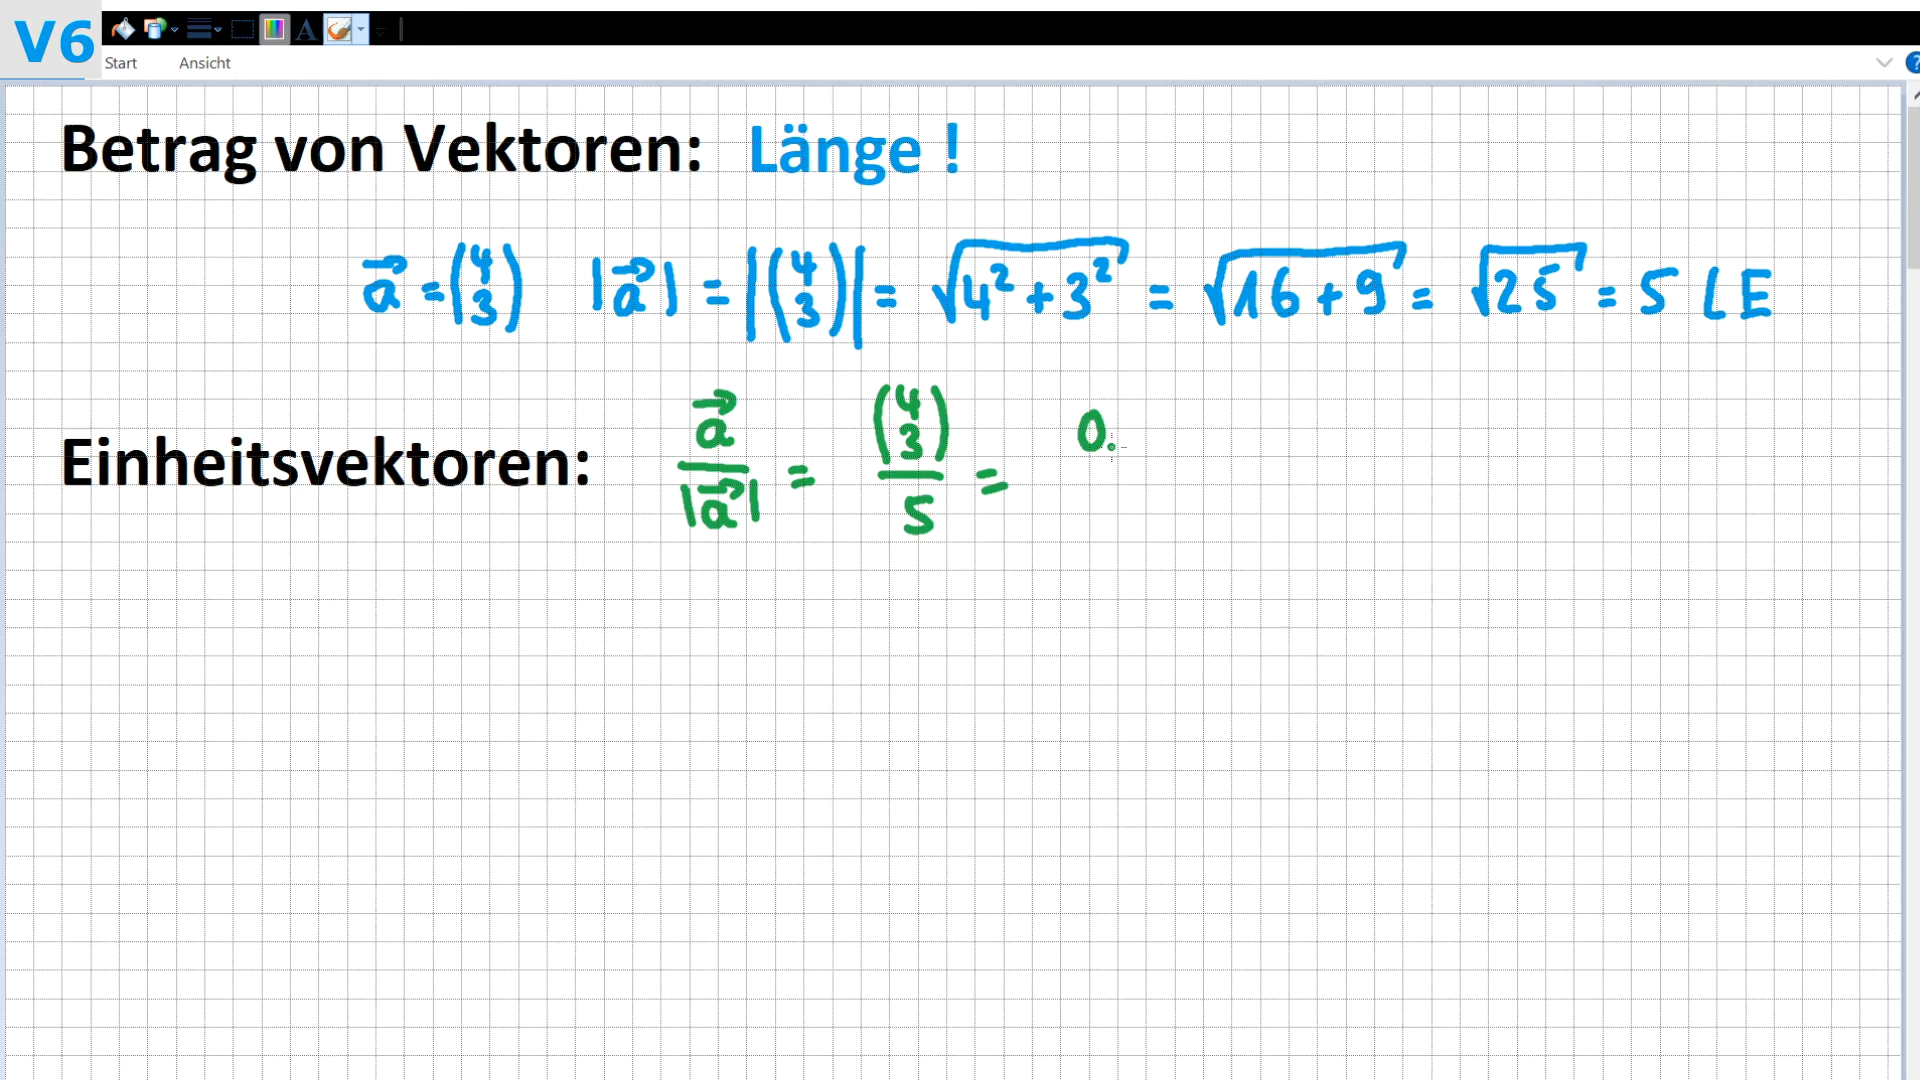 V6
Start Ansicht
Betrag von Vektoren: Länge !
a⃗ = (4 3) |a⃗| = |(4 3)| = √4² + 3² = √16 + 9 = √25 = 5 LE
Einheitsvektoren: a⃗ / |a⃗| = (4 3) / 5 = 0.